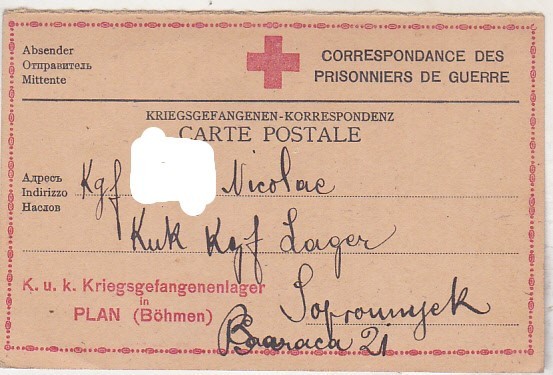 Absender
Отправитель
Mittente
CORRESPONDANCE DES
PRISONNIERS DE GUERRE
KRIEGSGEFANGENEN-KORRESPONDENZ
CARTE POSTALE
Адресъ
Indirizzo
Наслов
Kgf Nicolae
Kuk Kgf Lager
K. u. k. Kriegsgefangenenlager
in
PLAN (Böhmen)
Sopronnyek
Baaraca 21